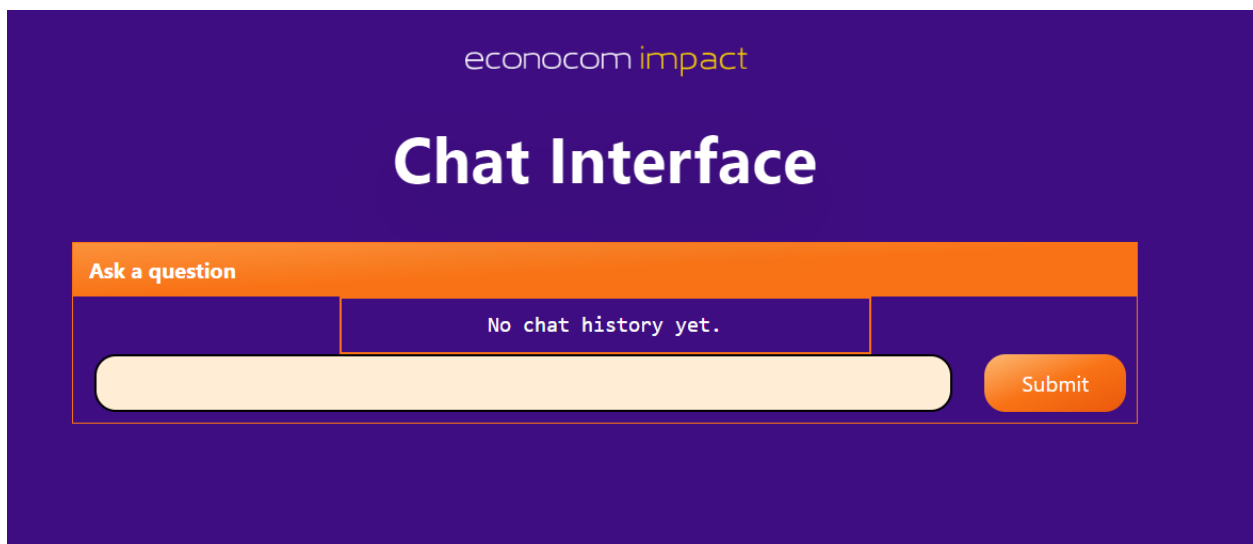 econocom impact
Chat Interface
Ask a question
No chat history yet.
Submit